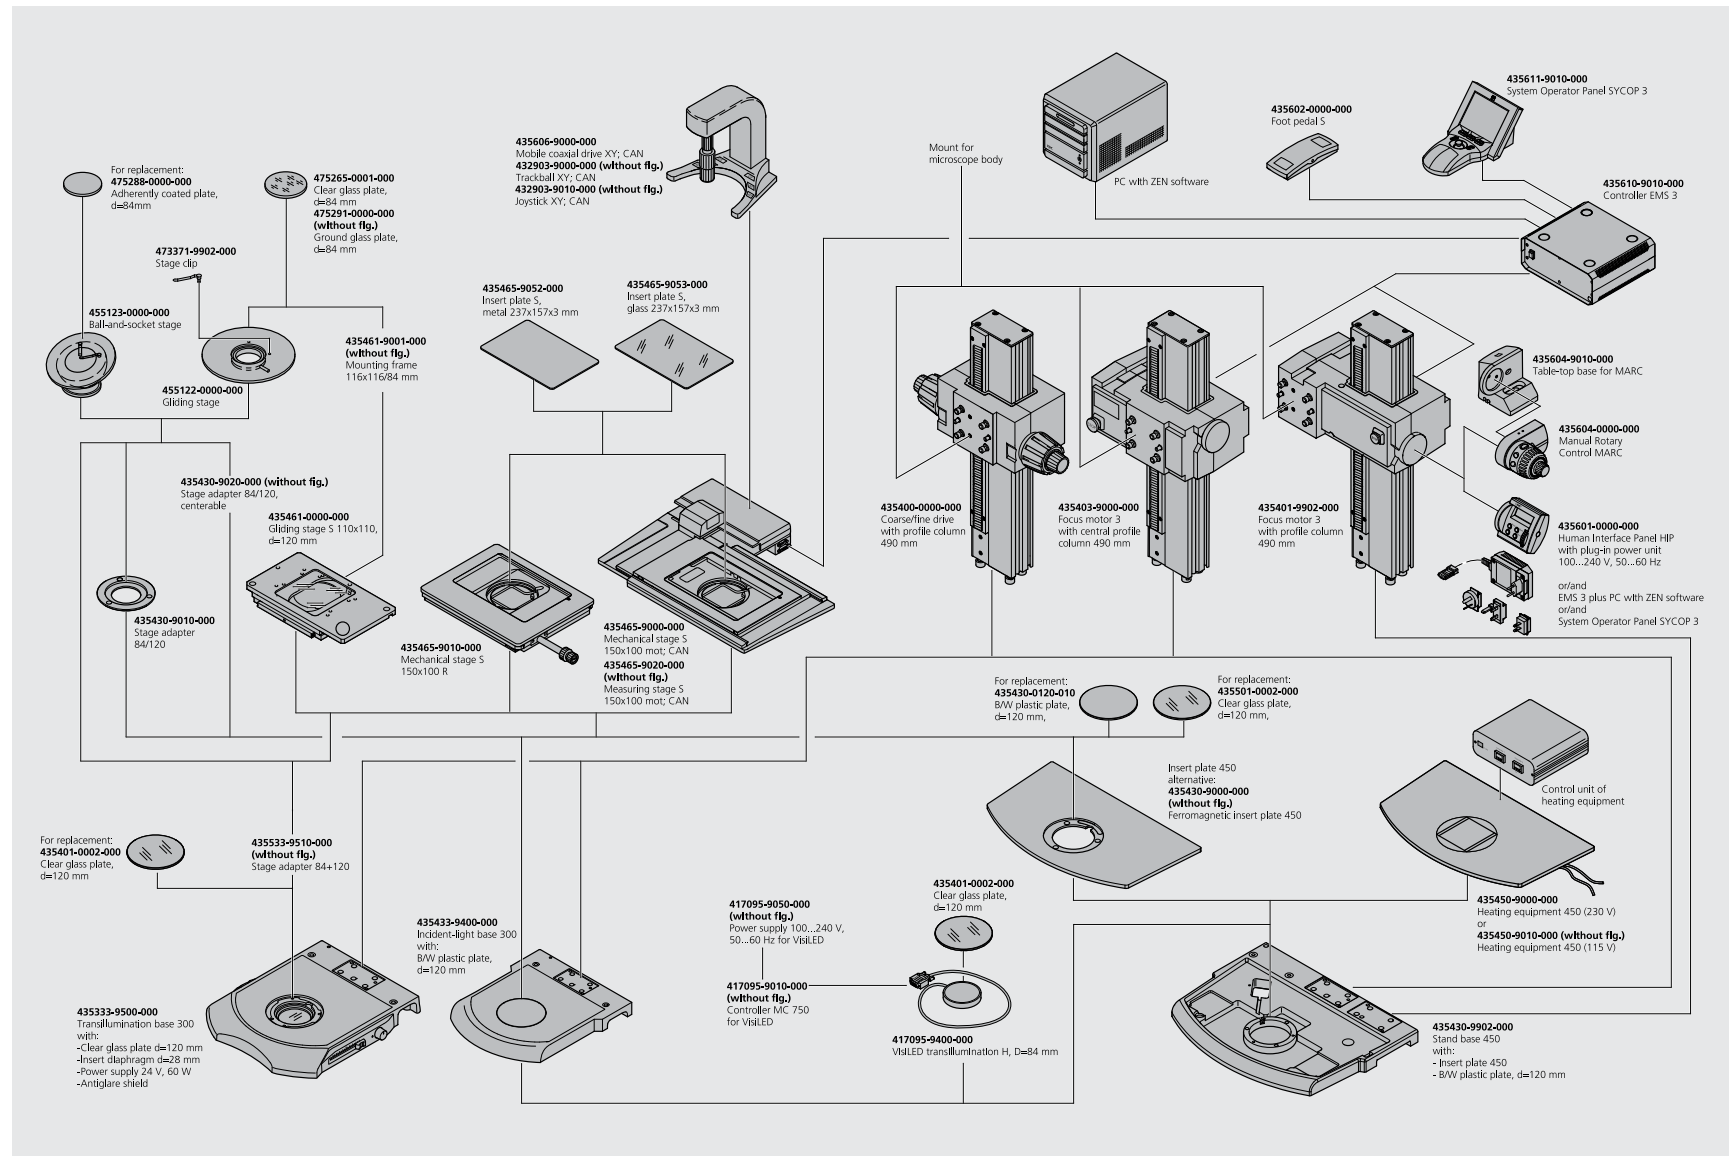 For replacement:
475288-0000-000
Adherently coated plate,
d=84mm
475265-0001-000
Clear glass plate,
d=84 mm
475291-0000-000
(without fig.)
Ground glass plate,
d=84 mm
473371-9902-000
Stage clip
455123-0000-000
Ball-and-socket stage
455122-0000-000
Gliding stage
435461-9001-000
(without fig.)
Mounting frame
116x116/84 mm
435606-9000-000
Mobile coaxial drive XY; CAN
432903-9000-000 (without fig.)
Trackball XY; CAN
432903-9010-000 (without fig.)
Joystick XY; CAN
435465-9052-000
Insert plate S,
metal 237x157x3 mm
435465-9053-000
Insert plate S,
glass 237x157x3 mm
Mount for
microscope body
PC with ZEN software
435602-0000-000
Foot pedal S
435611-9010-000
System Operator Panel SYCOP 3
435610-9010-000
Controller EMS 3
435604-9010-000
Table-top base for MARC
435604-0000-000
Manual Rotary
Control MARC
435601-0000-000
Human Interface Panel HIP
with plug-in power unit
100...240 V, 50...60 Hz
or/and
EMS 3 plus PC with ZEN software
or/and
System Operator Panel SYCOP 3
435400-0000-000
Coarse/fine drive
with profile column
490 mm
435403-9000-000
Focus motor 3
with central profile
column 490 mm
435401-9902-000
Focus motor 3
with profile column
490 mm
435430-9020-000 (without fig.)
Stage adapter 84/120,
centerable
435461-0000-000
Gliding stage S 110x110,
d=120 mm
435430-9010-000
Stage adapter
84/120
435465-9010-000
Mechanical stage S
150x100 R
435465-9000-000
Mechanical stage S
150x100 mot; CAN
435465-9020-000
(without fig.)
Measuring stage S
150x100 mot; CAN
For replacement:
435430-0120-010
B/W plastic plate,
d=120 mm,
For replacement:
435501-0002-000
Clear glass plate,
d=120 mm,
Insert plate 450
alternative:
435430-9000-000
(without fig.)
Ferromagnetic insert plate 450
Control unit of
heating equipment
For replacement:
435401-0002-000
Clear glass plate,
d=120 mm
435533-9510-000
(without fig.)
Stage adapter 84+120
435433-9400-000
Incident-light base 300
with:
B/W plastic plate,
d=120 mm
417095-9050-000
(without fig.)
Power supply 100...240 V,
50...60 Hz for VisiLED
417095-9010-000
(without fig.)
Controller MC 750
for VisiLED
435401-0002-000
Clear glass plate,
d=120 mm
417095-9400-000
VisiLED transillumination H, D=84 mm
435450-9000-000
Heating equipment 450 (230 V)
or
435450-9010-000 (without fig.)
Heating equipment 450 (115 V)
435333-9500-000
Transillumination base 300
with:
-Clear glass plate d=120 mm
-Insert diaphragm d=28 mm
-Power supply 24 V, 60 W
-Antiglare shield
435430-9902-000
Stand base 450
with:
- Insert plate 450
- B/W plastic plate, d=120 mm